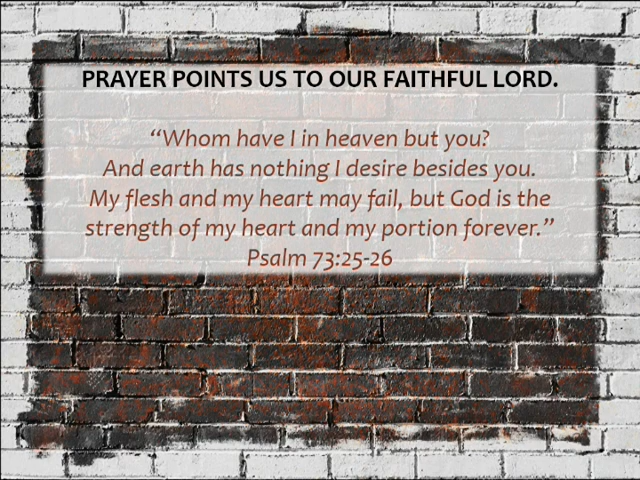 PRAYER POINTS US TO OUR FAITHFUL LORD.
“Whom have I in heaven but you?
And earth has nothing I desire besides you.
My flesh and my heart may fail, but God is the
strength of my heart and my portion forever.”
Psalm 73:25-26